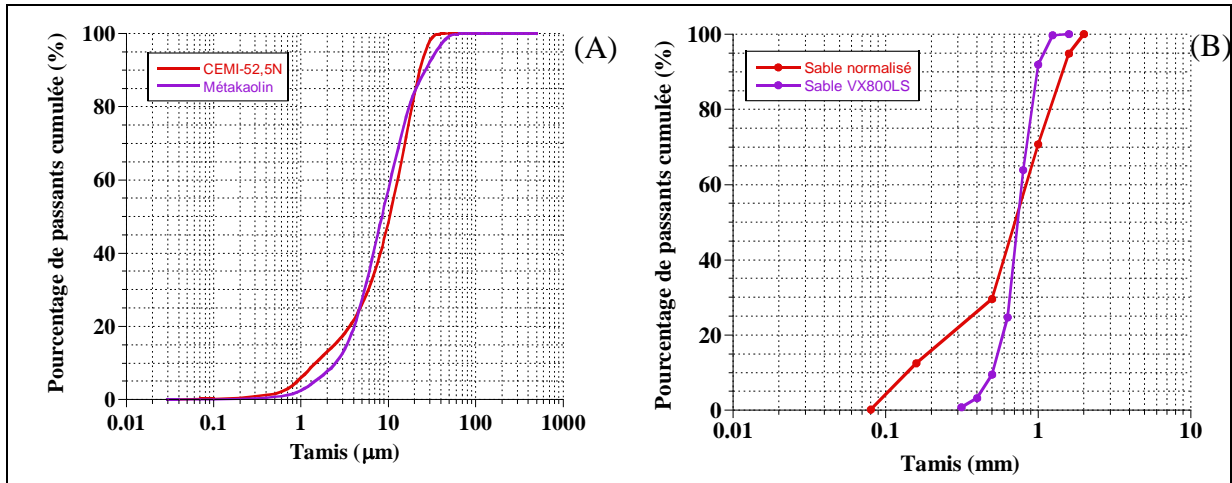 (A)
Pourcentage de passants cumulée (%)
100
80
60
40
20
0
CEMI-52,5N
Métakaolin
0.01 0.1 1 10 100 1000
Tamis (µm)
(B)
Pourcentage de passants cumulée (%)
100
80
60
40
20
0
Sable normalisé
Sable VX800LS
0.01 0.1 1 10
Tamis (mm)